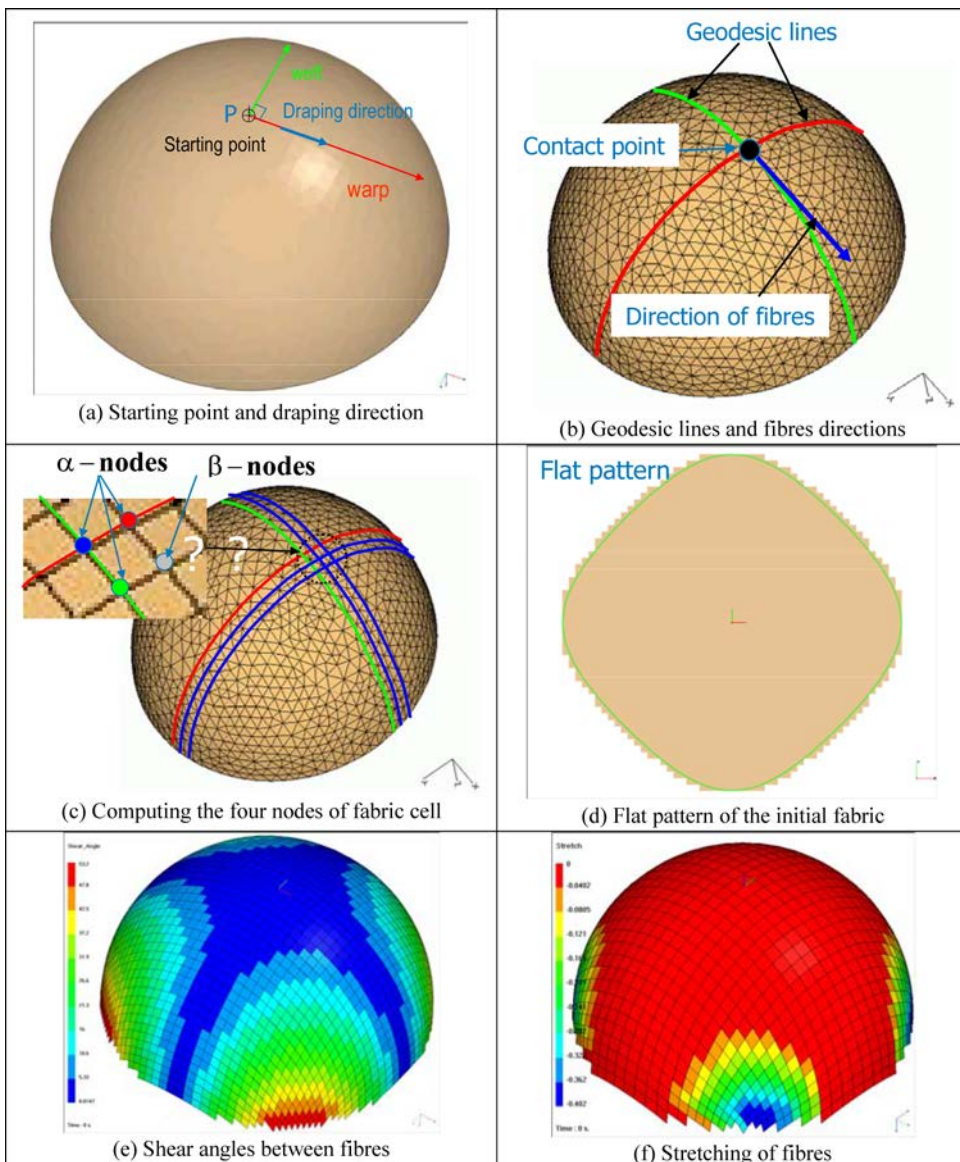 weft
P
Draping direction
Starting point
warp
(a) Starting point and draping direction
Geodesic lines
Contact point
Direction of fibres
(b) Geodesic lines and fibres directions
α – nodes
β – nodes
? ?
(c) Computing the four nodes of fabric cell
Flat pattern
(d) Flat pattern of the initial fabric
Shear_Angle
Time : 0 s.
(e) Shear angles between fibres
Stretch
0
-0.0402
-0.0805
-0.121
-0.362
-0.402
Time : 0 s.
(f) Stretching of fibres